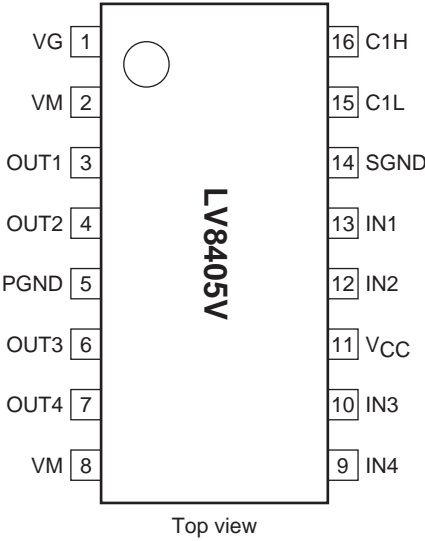 VG 1 16 C1H
VM 2 15 C1L
OUT1 3 14 SGND
OUT2 4 13 IN1
PGND 5 12 IN2
OUT3 6 11 VCC
OUT4 7 10 IN3
VM 8 9 IN4
LV8405V
Top view